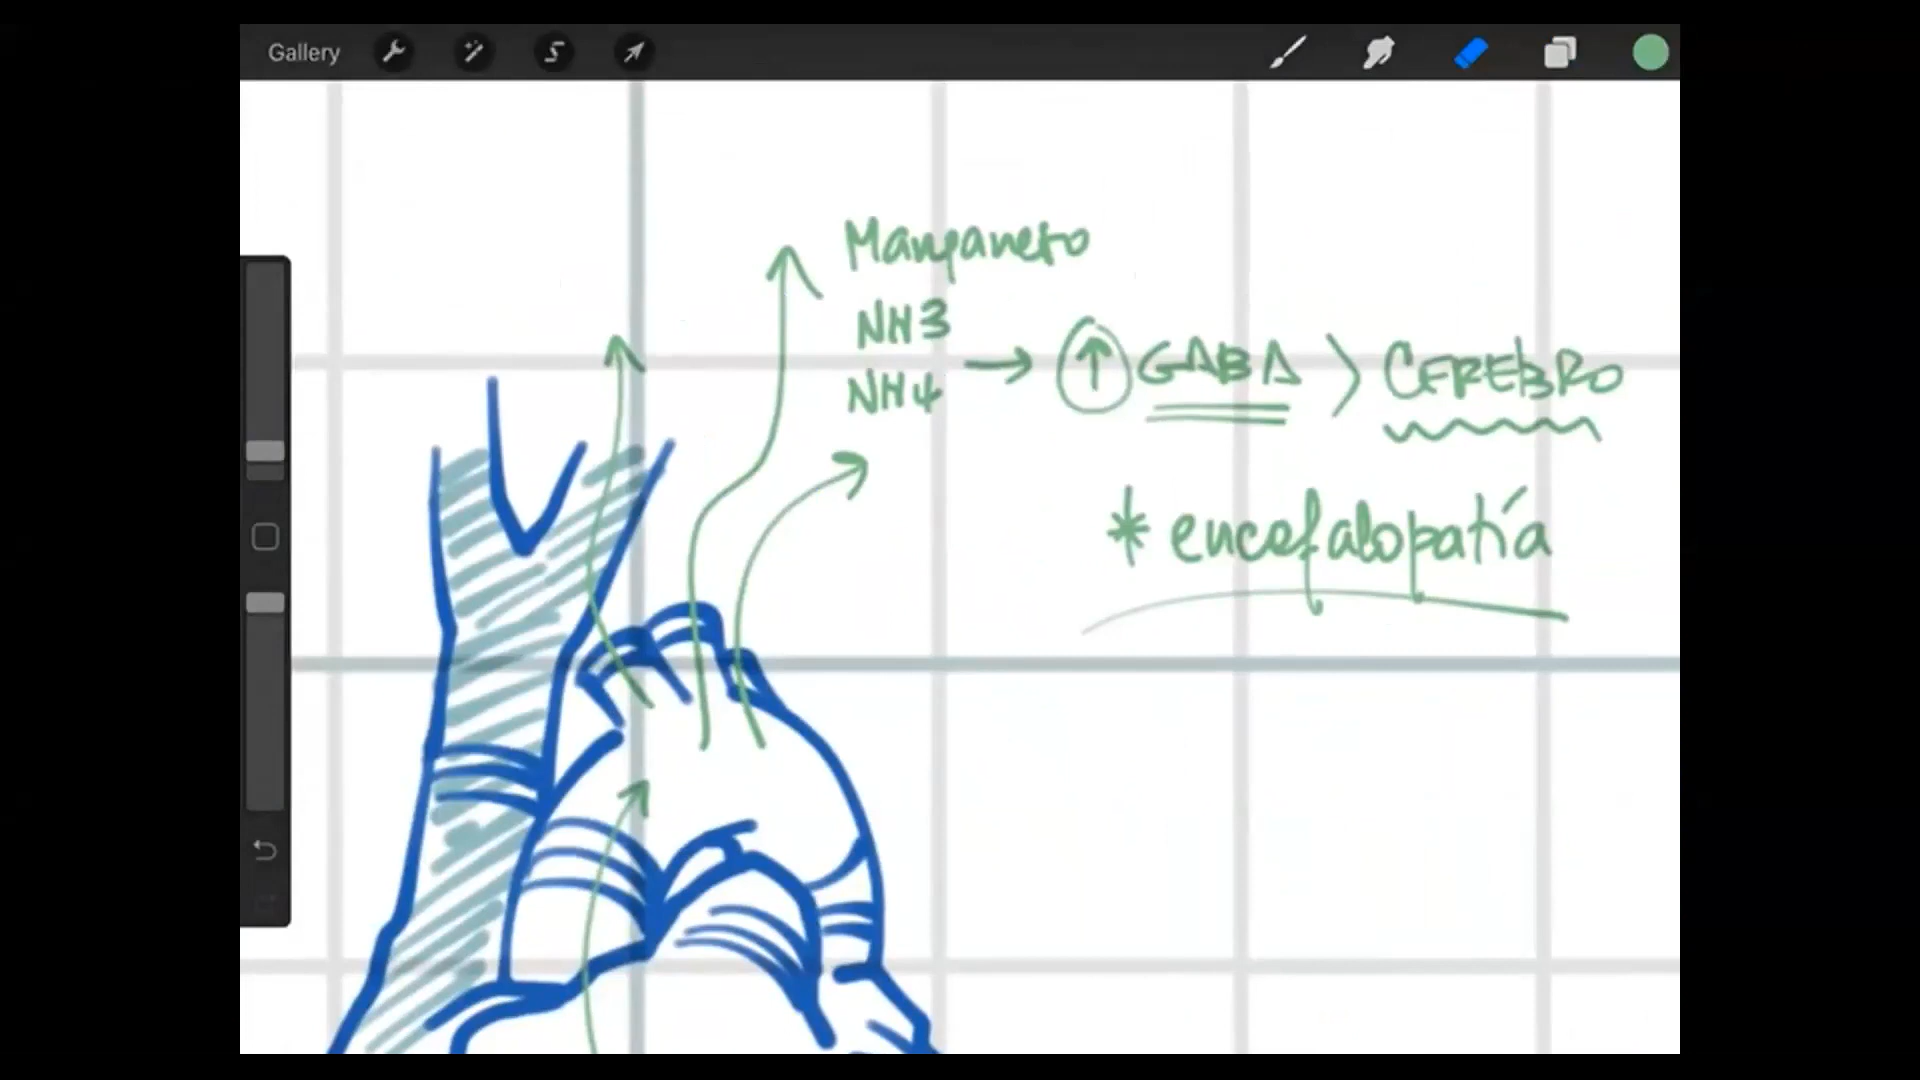 Gallery
Manganeso
NH3
NH4
→ ↑ GABA > CEREBRO
* encefalopatía